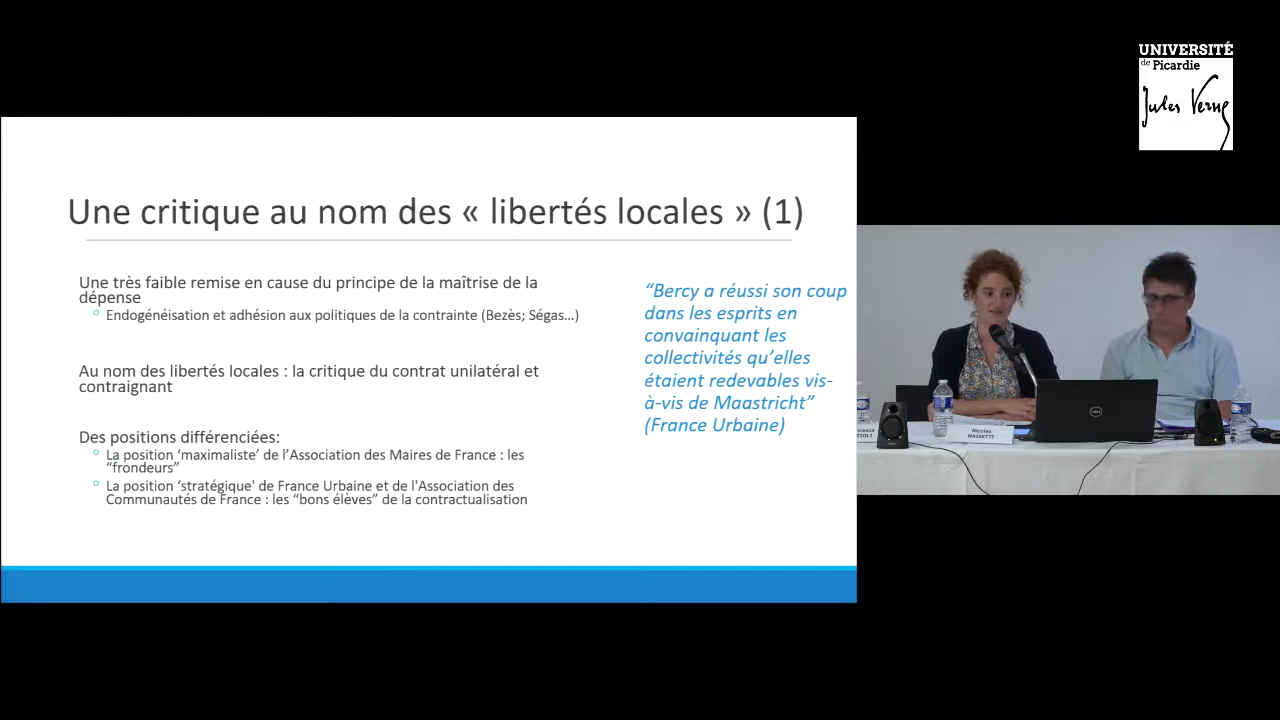 UNIVERSITÉ
de Picardie
Jules Verne
Une critique au nom des « libertés locales » (1)
Une très faible remise en cause du principe de la maîtrise de la
dépense
Endogénéisation et adhésion aux politiques de la contrainte (Bezès; Ségas…)
Au nom des libertés locales : la critique du contrat unilatéral et
contraignant
Des positions différenciées:
La position ‘maximaliste’ de l’Association des Maires de France : les
“frondeurs”
La position ‘stratégique' de France Urbaine et de l'Association des
Communautés de France : les “bons élèves” de la contractualisation
“Bercy a réussi son coup
dans les esprits en
convainquant les
collectivités qu’elles
étaient redevables vis-
à-vis de Maastricht”
(France Urbaine)
Nicolas
MAISETTI
DELL